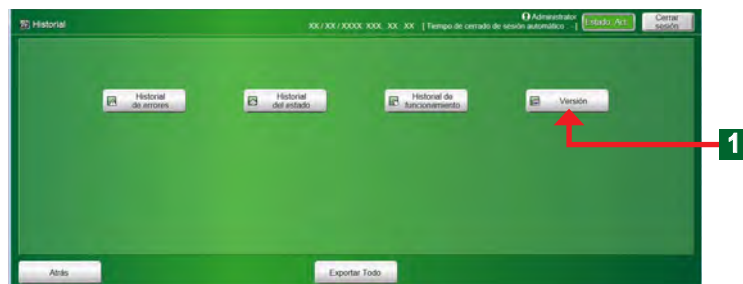 Historial
XX/XX/XXXX XXX XX XX [Tiempo de cerrado de sesión automático --]
Administrator
Estado Act.
Cerrar
sesión
Historial
de errores
Historial
del estado
Historial de
funcionamiento
Versión
1
Atrás
Exportar Todo